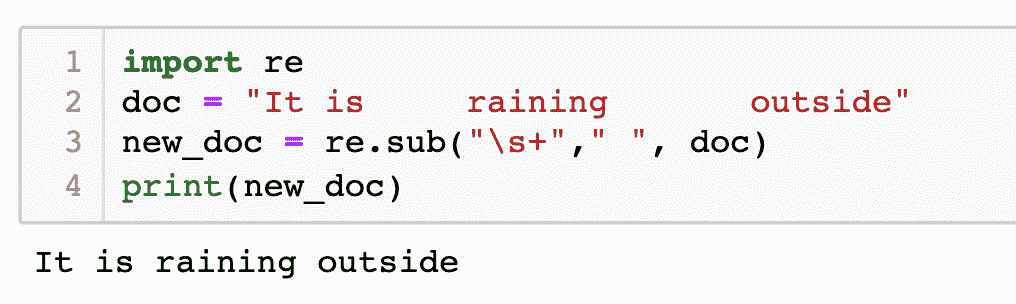 1 import re
2 doc = "It is     raining       outside"
3 new_doc = re.sub("\s+"," ", doc)
4 print(new_doc)
It is raining outside